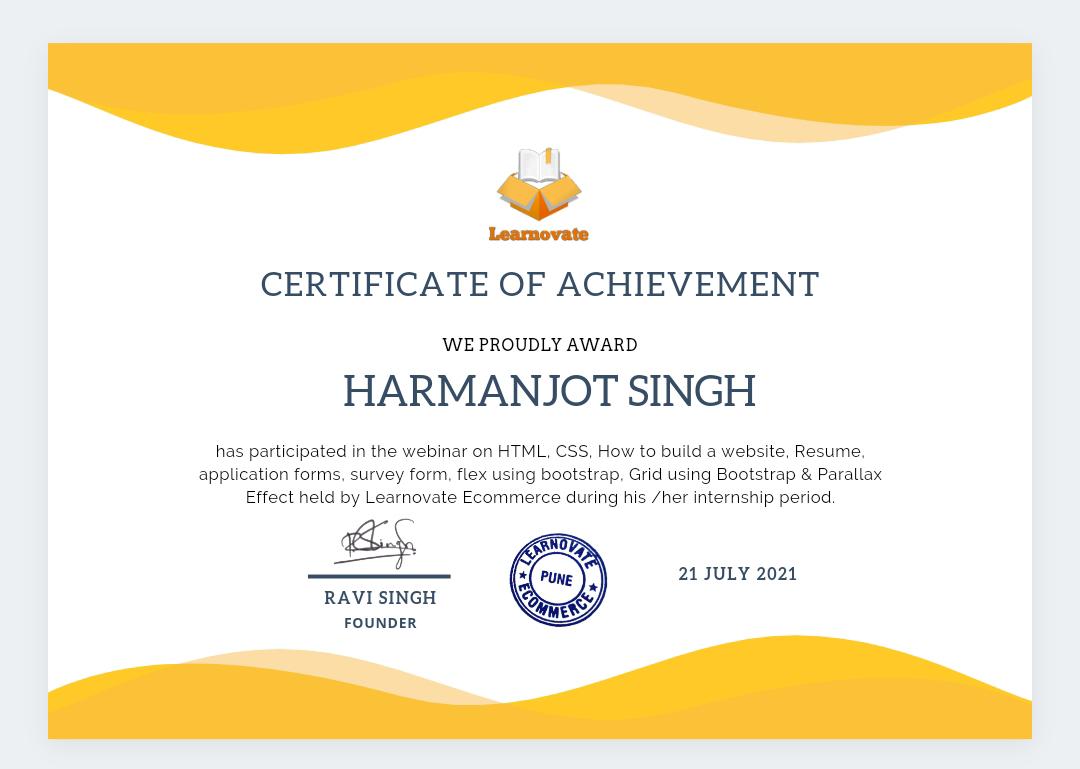 Learnovate
CERTIFICATE OF ACHIEVEMENT
WE PROUDLY AWARD
HARMANJOT SINGH
has participated in the webinar on HTML, CSS, How to build a website, Resume,
application forms, survey form, flex using bootstrap, Grid using Bootstrap & Parallax
Effect held by Learnovate Ecommerce during his /her internship period.
RSingh
RAVI SINGH
FOUNDER
LEARNOVATE
PUNE
ECOMMERCE
21 JULY 2021